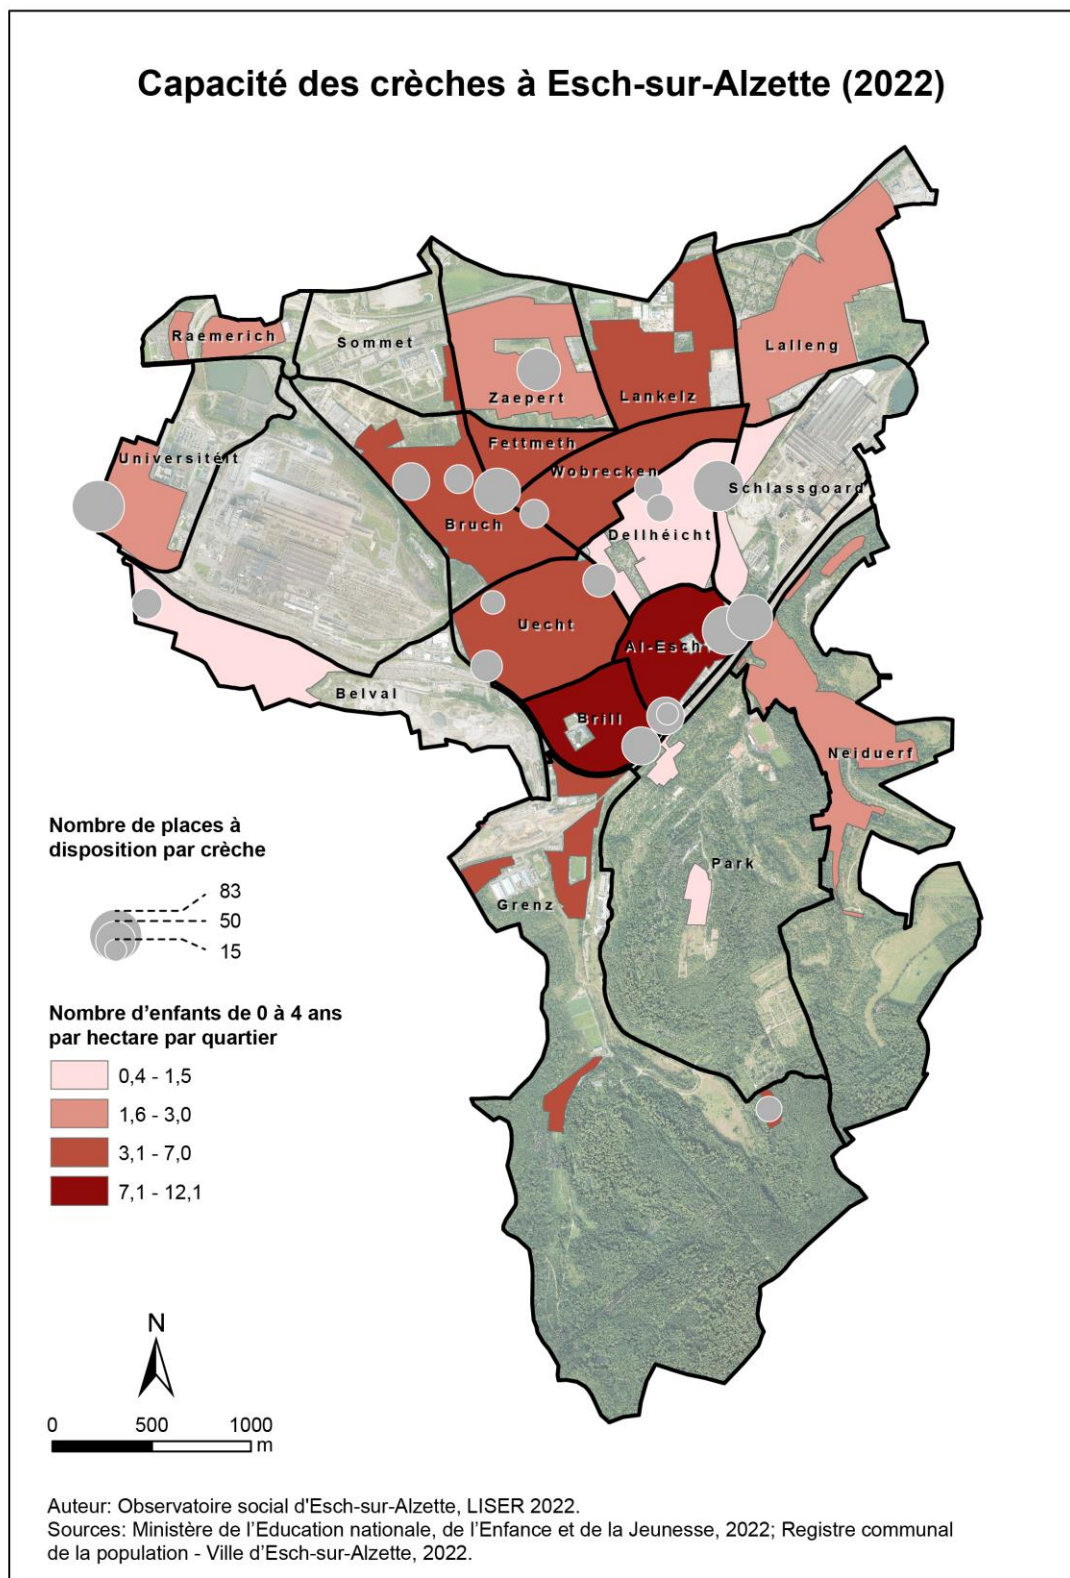 Capacité des crèches à Esch-sur-Alzette (2022)
Raemerich
Sommet
Zaepert
Lankelz
Lalleng
Universitéit
Fettmeth
Wobrecken
Bruch
Schlassgoard
Dellhéicht
Uecht
Al-Esch
Belval
Brill
Neiduerf
Park
Grenz
Nombre de places à
disposition par crèche
83
50
15
Nombre d'enfants de 0 à 4 ans
par hectare par quartier
0,4 - 1,5
1,6 - 3,0
3,1 - 7,0
7,1 - 12,1
N
0 500 1000
m
Auteur: Observatoire social d'Esch-sur-Alzette, LISER 2022.
Sources: Ministère de l'Education nationale, de l'Enfance et de la Jeunesse, 2022; Registre communal
de la population - Ville d'Esch-sur-Alzette, 2022.